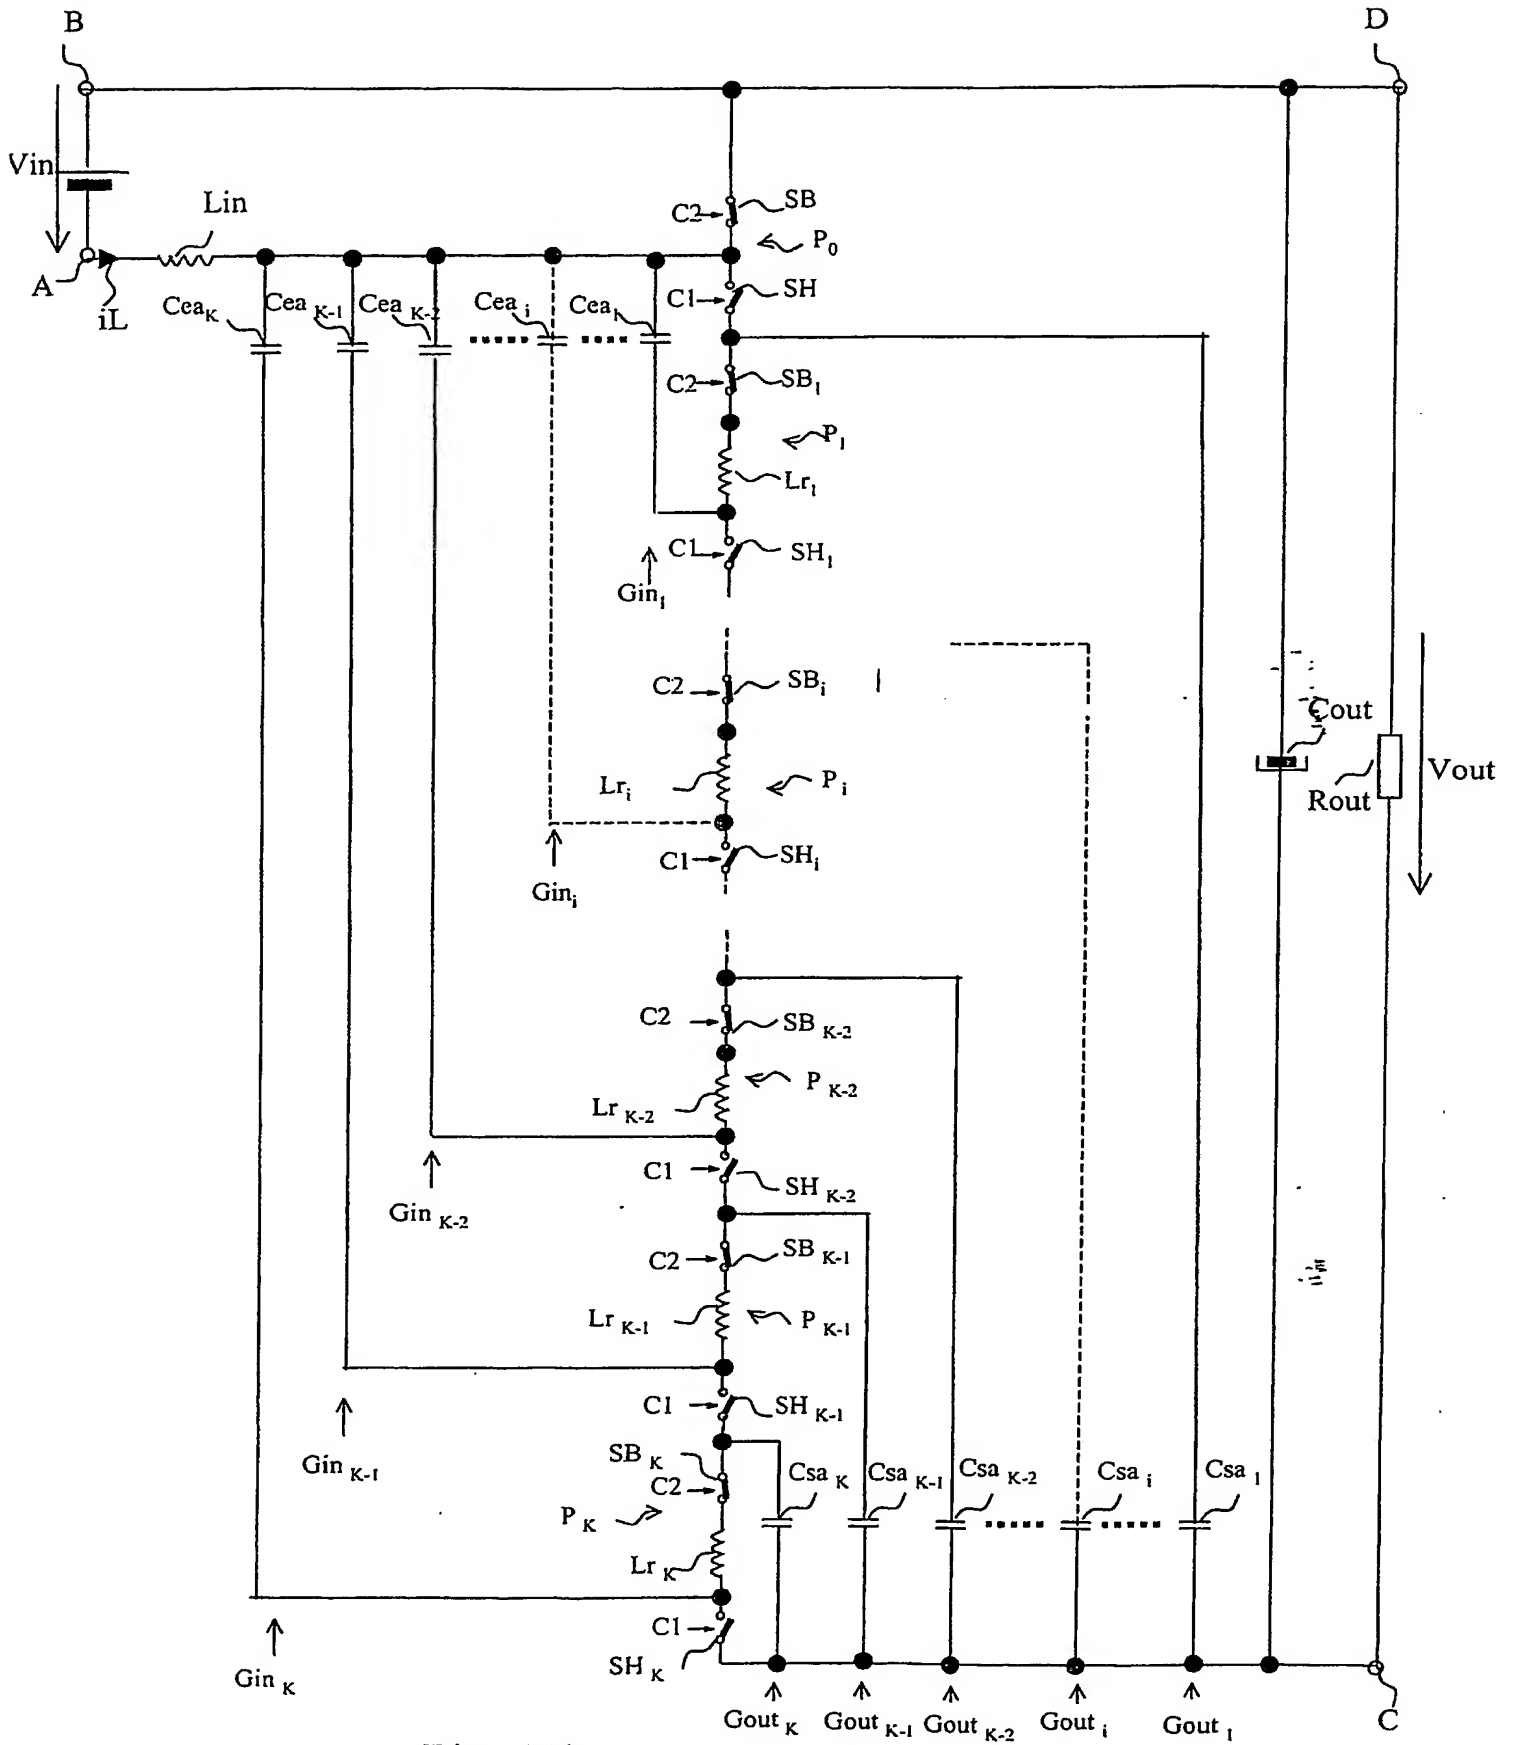 B
D
Vin
Lin
C2
SB
P0
A
iL
CeaK
Cea K-1
Cea K-2
Cea i
Cea1
C1
SH
C2
SB1
P1
Lr1
C1
SH1
Gin1
C2
SBi
Cout
Vout
Lri
P i
Rout
C1
SHi
Gini
C2
SB K-2
P K-2
Lr K-2
C1
SH K-2
Gin K-2
C2
SB K-1
Lr K-1
P K-1
C1
SH K-1
Gin K-1
SB K
C2
Csa K
Csa K-1
Csa K-2
Csa i
Csa 1
P K
Lr K
C1
SH K
Gin K
Gout K
Gout K-1
Gout K-2
Gout i
Gout 1
C